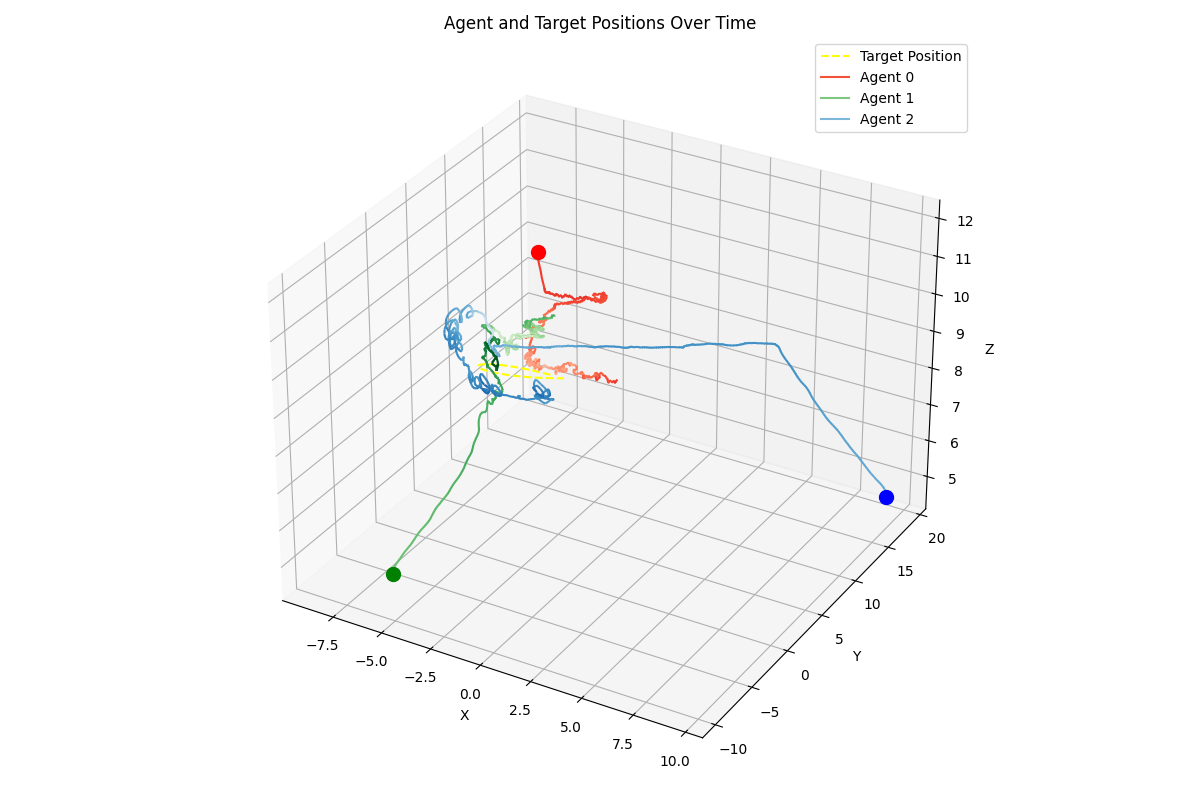 Agent and Target Positions Over Time
Target Position
Agent 0
Agent 1
Agent 2
12
11
10
9
8
7
6
5
Z
20
15
10
5
0
−5
−10
Y
−7.5
−5.0
−2.5
0.0
2.5
5.0
7.5
10.0
X